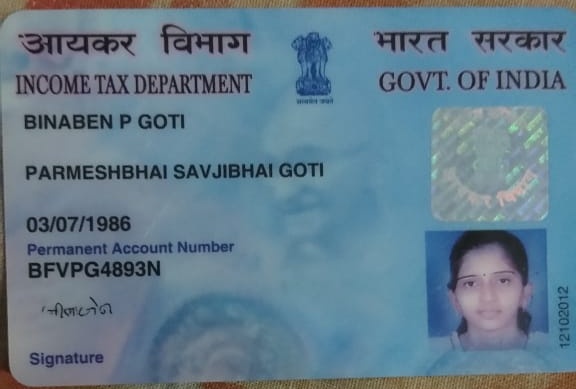 आयकर विभाग
INCOME TAX DEPARTMENT
सत्यमेव जयते
भारत सरकार
GOVT. OF INDIA
BINABEN P GOTI
PARMESHBHAI SAVJIBHAI GOTI
03/07/1986
Permanent Account Number
BFVPG4893N
Signature
आयकर विभाग
12102012